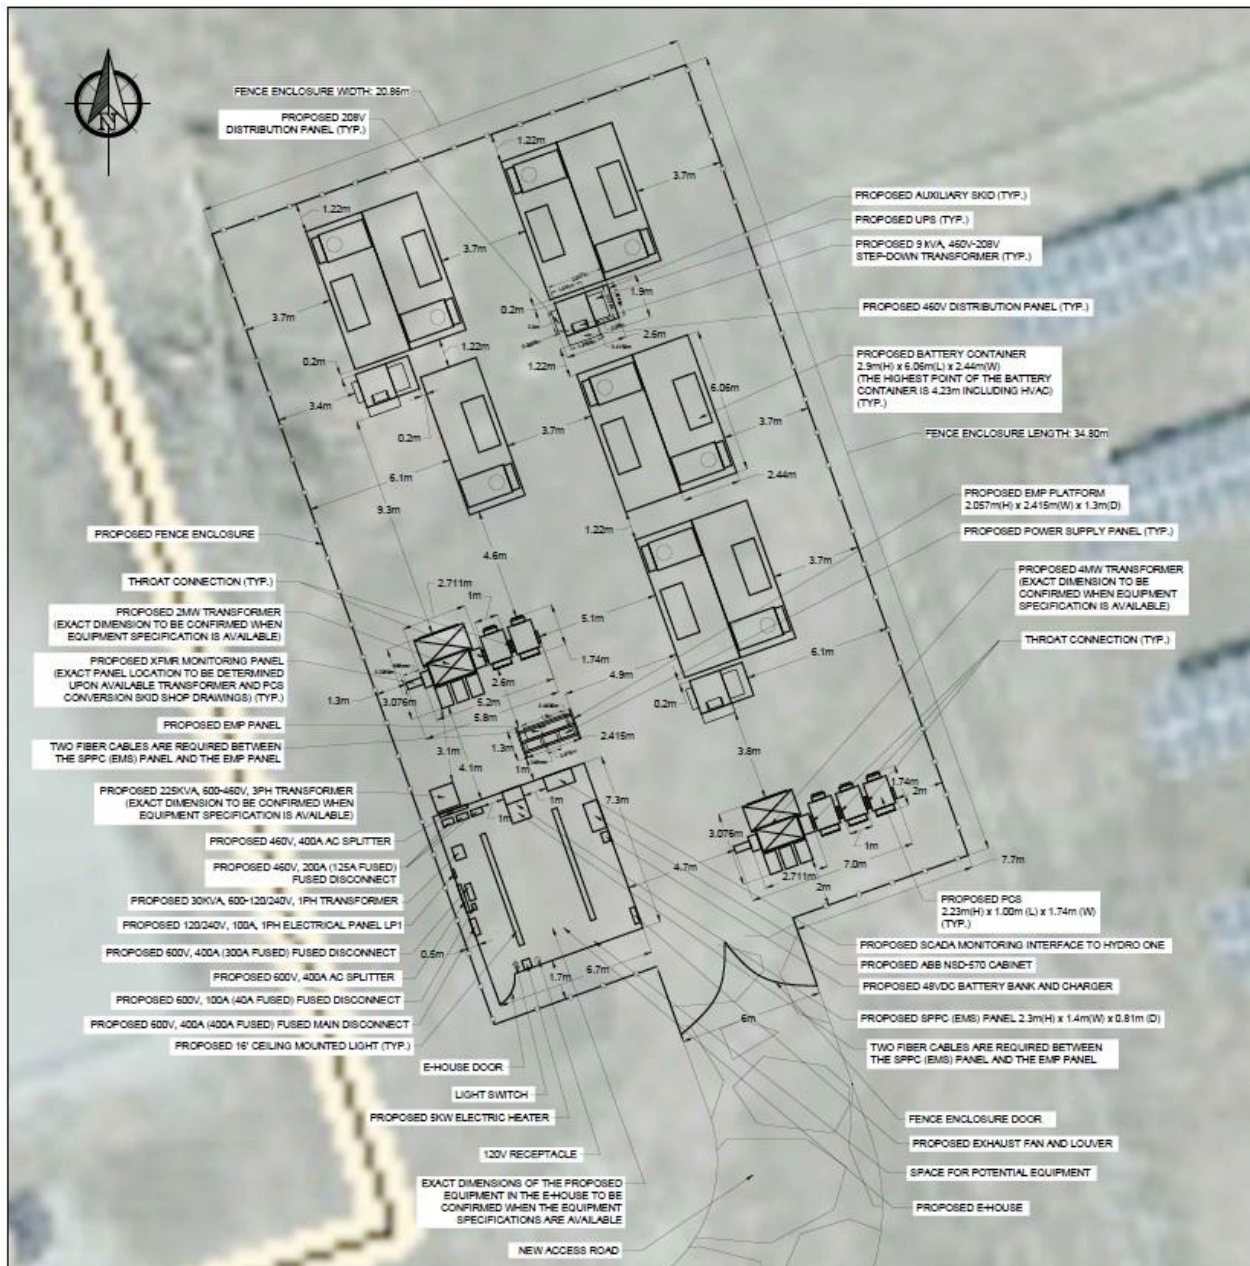 N
FENCE ENCLOSURE WIDTH: 20.86m
PROPOSED 208V
DISTRIBUTION PANEL (TYP.)
1.22m
3.7m
1.22m
3.7m
3.7m
PROPOSED AUXILIARY SKID (TYP.)
PROPOSED UPS (TYP.)
PROPOSED 9 KVA, 460V-208V
STEP-DOWN TRANSFORMER (TYP.)
1.9m
0.2m
2.6m
PROPOSED 460V DISTRIBUTION PANEL (TYP.)
1.22m
0.2m
1.22m
PROPOSED BATTERY CONTAINER
2.9m(H) x 6.06m(L) x 2.44m(W)
(THE HIGHEST POINT OF THE BATTERY
CONTAINER IS 4.23m INCLUDING HVAC)
(TYP.)
6.06m
3.4m
0.2m
3.7m
3.7m
FENCE ENCLOSURE LENGTH: 34.80m
6.1m
2.44m
9.3m
PROPOSED EMP PLATFORM
2.057m(H) x 2.415m(W) x 1.3m(D)
PROPOSED POWER SUPPLY PANEL (TYP.)
1.22m
4.6m
3.7m
PROPOSED FENCE ENCLOSURE
THROAT CONNECTION (TYP.)
PROPOSED 2MW TRANSFORMER
(EXACT DIMENSION TO BE CONFIRMED WHEN
EQUIPMENT SPECIFICATION IS AVAILABLE)
PROPOSED XFMR MONITORING PANEL
(EXACT PANEL LOCATION TO BE DETERMINED
UPON AVAILABLE TRANSFORMER AND PCS
CONVERSION SKID SHOP DRAWINGS) (TYP.)
PROPOSED EMP PANEL
TWO FIBER CABLES ARE REQUIRED BETWEEN
THE SPPC (EMS) PANEL AND THE EMP PANEL
2.711m
1m
5.1m
1.74m
4.9m
6.1m
1.3m
3.076m
2.6m
5.2m
5.8m
0.2m
PROPOSED 4MW TRANSFORMER
(EXACT DIMENSION TO BE
CONFIRMED WHEN EQUIPMENT
SPECIFICATION IS AVAILABLE)
THROAT CONNECTION (TYP.)
3.1m
1.3m
2.415m
4.1m
1m
3.8m
PROPOSED 225KVA, 600-460V, 3PH TRANSFORMER
(EXACT DIMENSION TO BE CONFIRMED WHEN
EQUIPMENT SPECIFICATION IS AVAILABLE)
1m
1m
7.3m
1.74m
2m
PROPOSED 460V, 400A AC SPLITTER
PROPOSED 460V, 200A (125A FUSED)
FUSED DISCONNECT
PROPOSED 30KVA, 600-120/240V, 1PH TRANSFORMER
PROPOSED 120/240V, 100A, 1PH ELECTRICAL PANEL LP1
PROPOSED 600V, 400A (300A FUSED) FUSED DISCONNECT
PROPOSED 600V, 400A AC SPLITTER
PROPOSED 600V, 100A (40A FUSED) FUSED DISCONNECT
PROPOSED 600V, 400A (400A FUSED) FUSED MAIN DISCONNECT
PROPOSED 16' CEILING MOUNTED LIGHT (TYP.)
3.076m
1m
4.7m
7.0m
7.7m
2.711m
2m
PROPOSED PCS
2.23m(H) x 1.00m (L) x 1.74m (W)
(TYP.)
0.5m
6.7m
1.7m
PROPOSED SCADA MONITORING INTERFACE TO HYDRO ONE
PROPOSED ABB NSD-570 CABINET
PROPOSED 48VDC BATTERY BANK AND CHARGER
PROPOSED SPPC (EMS) PANEL 2.3m(H) x 1.4m(W) x 0.81m (D)
6m
TWO FIBER CABLES ARE REQUIRED BETWEEN
THE SPPC (EMS) PANEL AND THE EMP PANEL
E-HOUSE DOOR
LIGHT SWITCH
PROPOSED 5KW ELECTRIC HEATER
120V RECEPTACLE
EXACT DIMENSIONS OF THE PROPOSED
EQUIPMENT IN THE E-HOUSE TO BE
CONFIRMED WHEN THE EQUIPMENT
SPECIFICATIONS ARE AVAILABLE
NEW ACCESS ROAD
FENCE ENCLOSURE DOOR
PROPOSED EXHAUST FAN AND LOUVER
SPACE FOR POTENTIAL EQUIPMENT
PROPOSED E-HOUSE